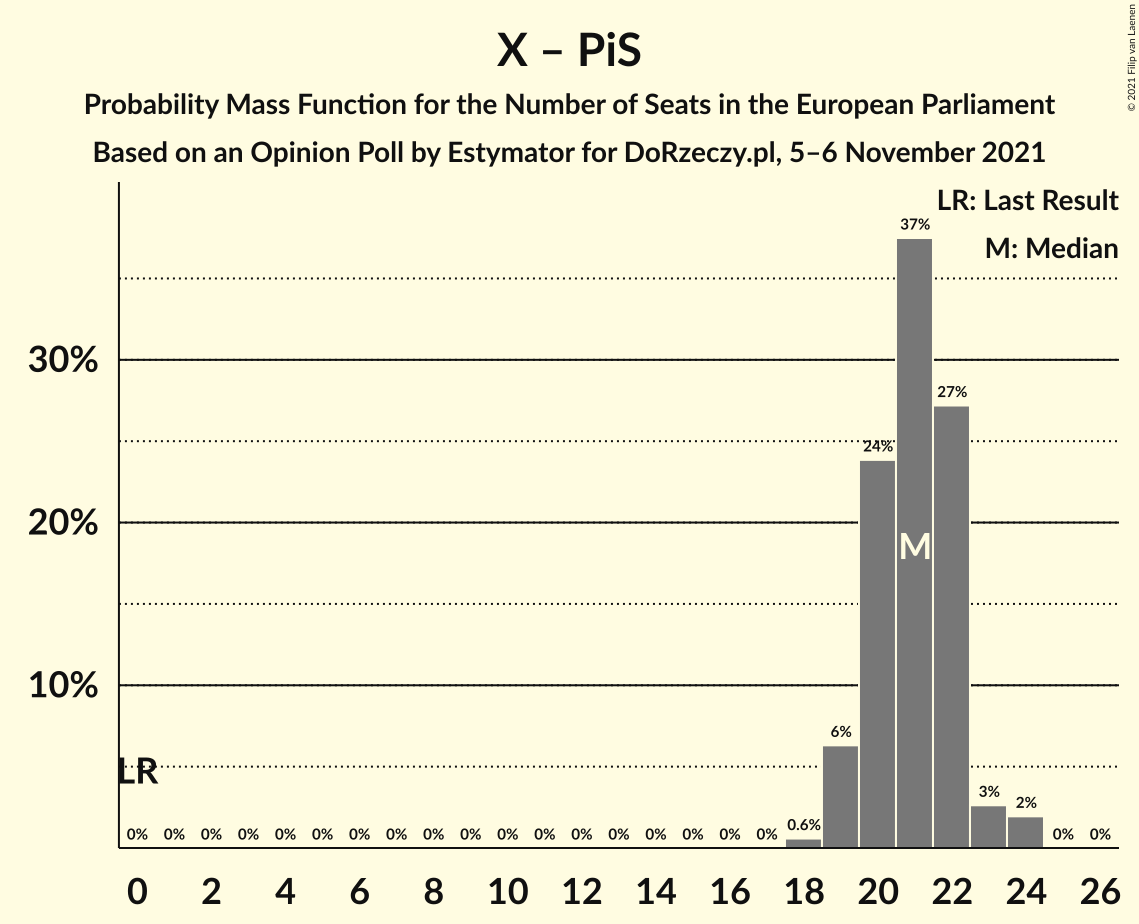 X – PiS
Probability Mass Function for the Number of Seats in the European Parliament
Based on an Opinion Poll by Estymator for DoRzeczy.pl, 5–6 November 2021
© 2021 Filip van Laenen
LR: Last Result
M: Median
37%
30%
27%
24%
20%
M
10%
6%
LR
3%
2%
0% 0% 0% 0% 0% 0% 0% 0% 0% 0% 0% 0% 0% 0% 0% 0% 0% 0% 0.6% 0% 0%
0 2 4 6 8 10 12 14 16 18 20 22 24 26